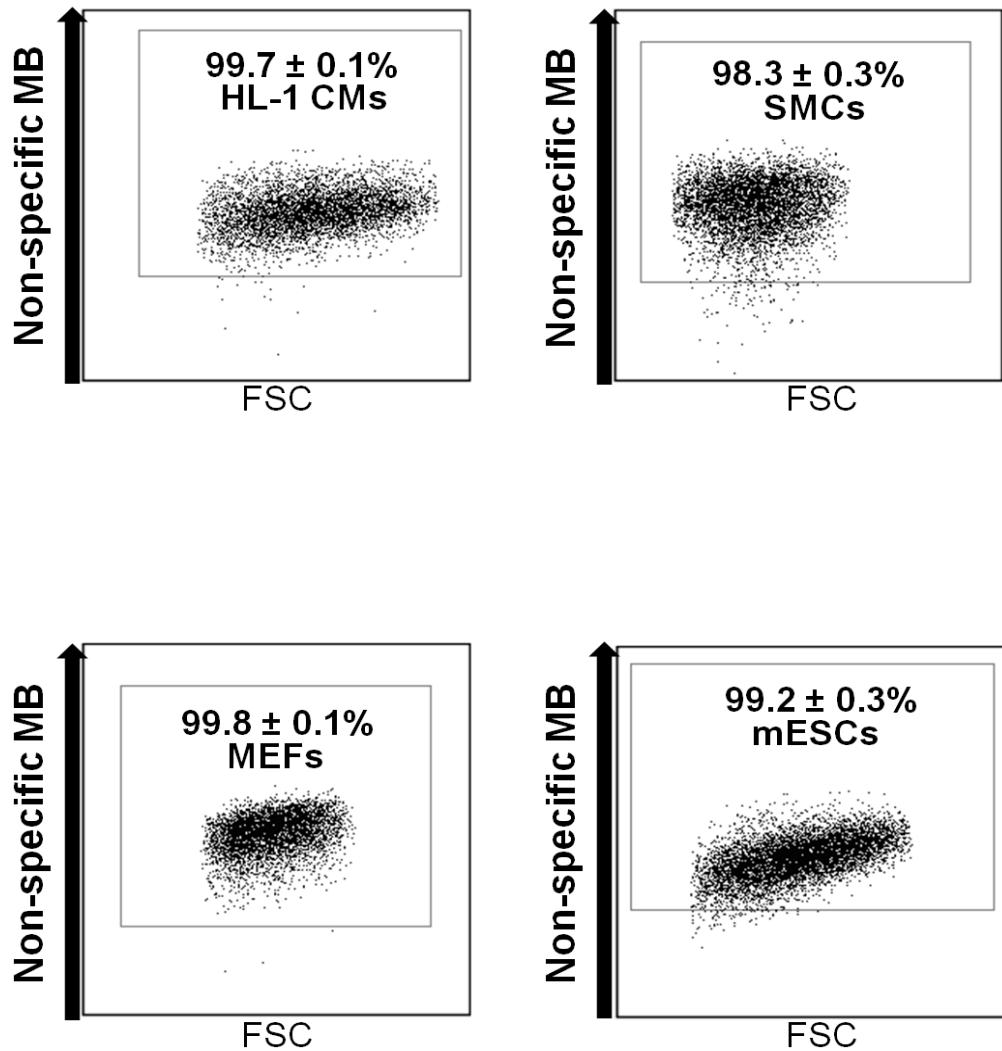 Non-specific MB
99.7 ± 0.1%
HL-1 CMs
FSC
Non-specific MB
98.3 ± 0.3%
SMCs
FSC
Non-specific MB
99.8 ± 0.1%
MEFs
FSC
Non-specific MB
99.2 ± 0.3%
mESCs
FSC